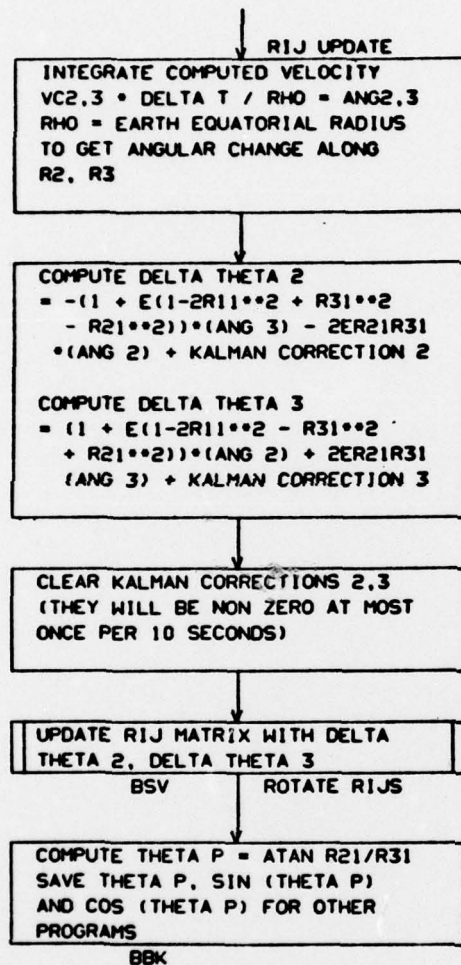 RIJ UPDATE
INTEGRATE COMPUTED VELOCITY
VC2,3 * DELTA T / RHO = ANG2,3
RHO = EARTH EQUATORIAL RADIUS
TO GET ANGULAR CHANGE ALONG
R2, R3
COMPUTE DELTA THETA 2
= -(1 + E(1-2R11**2 + R31**2
- R21**2))*(ANG 3) - 2ER21R31
*(ANG 2) + KALMAN CORRECTION 2
COMPUTE DELTA THETA 3
= (1 + E(1-2R11**2 - R31**2
+ R21**2))*(ANG 2) + 2ER21R31
(ANG 3) + KALMAN CORRECTION 3
CLEAR KALMAN CORRECTIONS 2,3
(THEY WILL BE NON ZERO AT MOST
ONCE PER 10 SECONDS)
UPDATE RIJ MATRIX WITH DELTA
THETA 2, DELTA THETA 3
BSV ROTATE RIJS
COMPUTE THETA P = ATAN R21/R31
SAVE THETA P, SIN (THETA P)
AND COS (THETA P) FOR OTHER
PROGRAMS
BBK